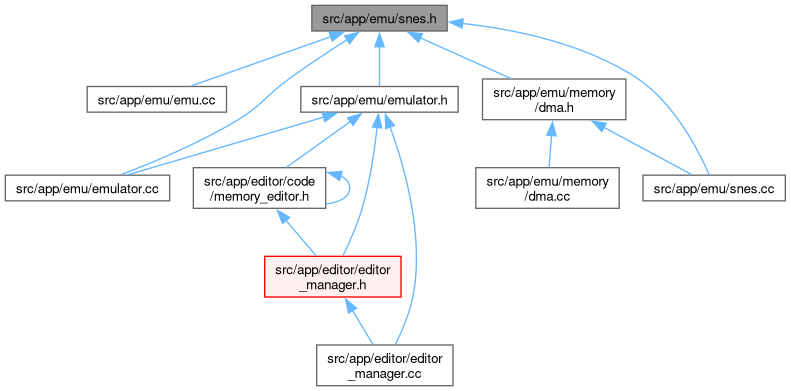 src/app/emu/snes.h
src/app/emu/emu.cc
src/app/emu/emulator.h
src/app/emu/memory
/dma.h
src/app/emu/emulator.cc
src/app/editor/code
/memory_editor.h
src/app/emu/memory
/dma.cc
src/app/emu/snes.cc
src/app/editor/editor
_manager.h
src/app/editor/editor
_manager.cc